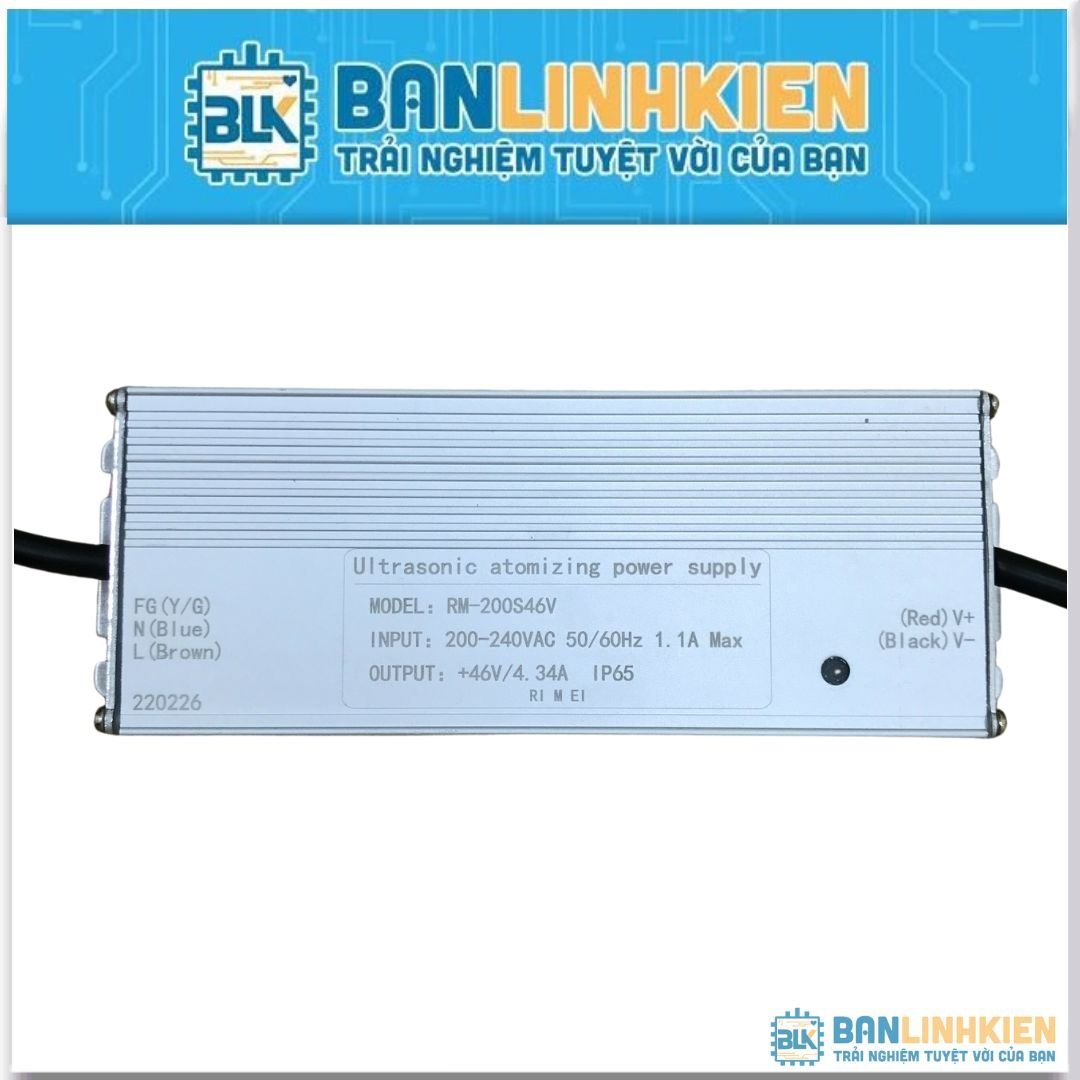 BLK
BANLINHKIEN
TRẢI NGHIỆM TUYỆT VỜI CỦA BẠN
Ultrasonic atomizing power supply
FG(Y/G)
N(Blue)
L(Brown)
220226
MODEL: RM-200S46V
INPUT: 200-240VAC 50/60Hz 1.1A Max
OUTPUT: +46V/4.34A IP65
RI M EI
(Red)V+
(Black)V-
BLK
BANLINHKIEN
TRẢI NGHIỆM TUYỆT VỜI CỦA BẠN